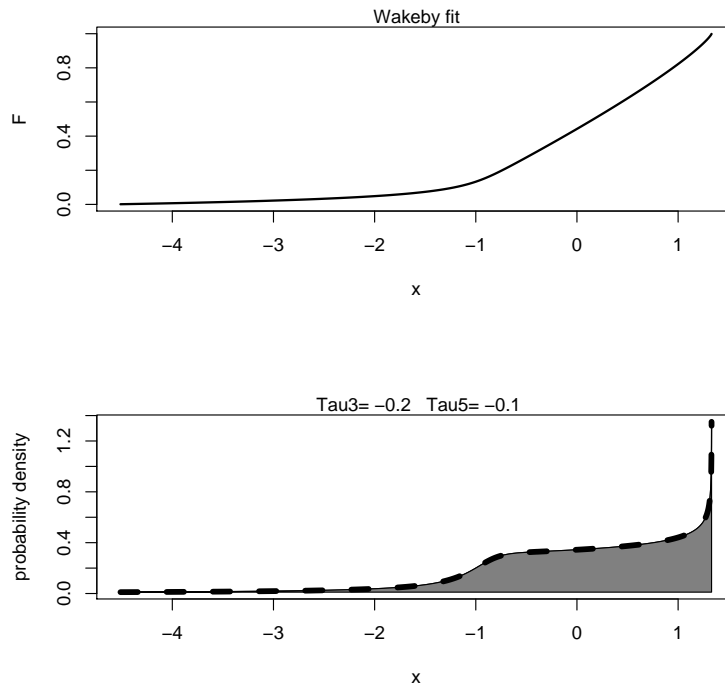 Wakeby fit
F
0.0 0.4 0.8
−4 −3 −2 −1 0 1
x
Tau3= −0.2 Tau5= −0.1
probability density
0.0 0.4 0.8 1.2
−4 −3 −2 −1 0 1
x